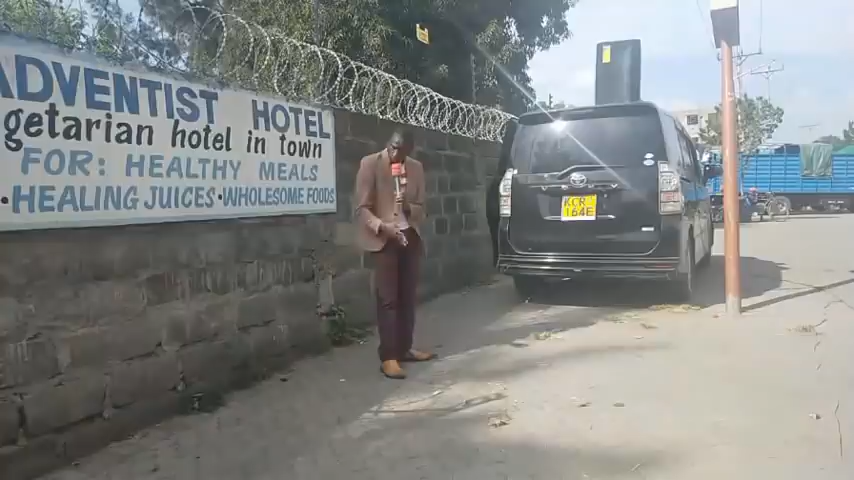 ADVENTIST HOTEL
getarian hotel in town
FOR: HEALTHY MEALS
• HEALING JUICES • WHOLESOME FOODS
KCR
164E